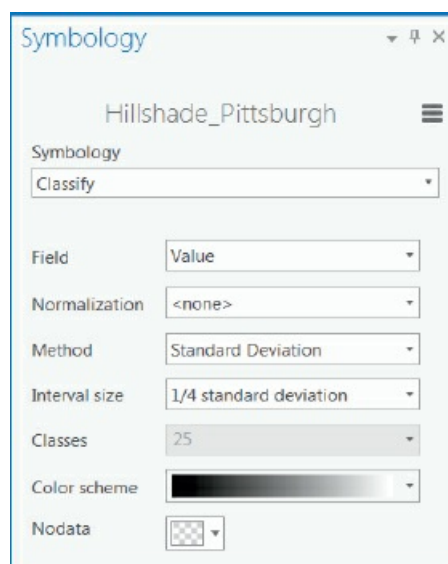 Symbology
Hillshade_Pittsburgh
Symbology
Classify
Field Value
Normalization <none>
Method Standard Deviation
Interval size 1/4 standard deviation
Classes 25
Color scheme
Nodata